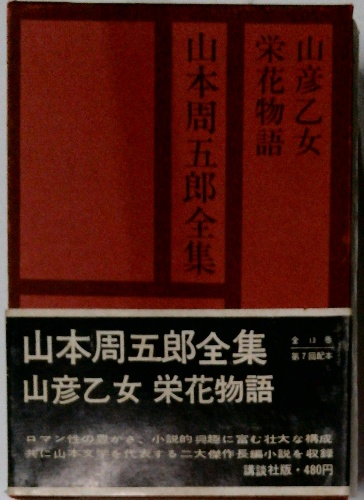 山彦乙女
栄花物語
山本周五郎全集
山本周五郎全集
全13巻
第7回配本
山彦乙女 栄花物語
ロマン性の豊かさ、小説的興趣に富む壮大な構成
共に山本文学を代表する二大傑作長編小説を収録
講談社版・480円